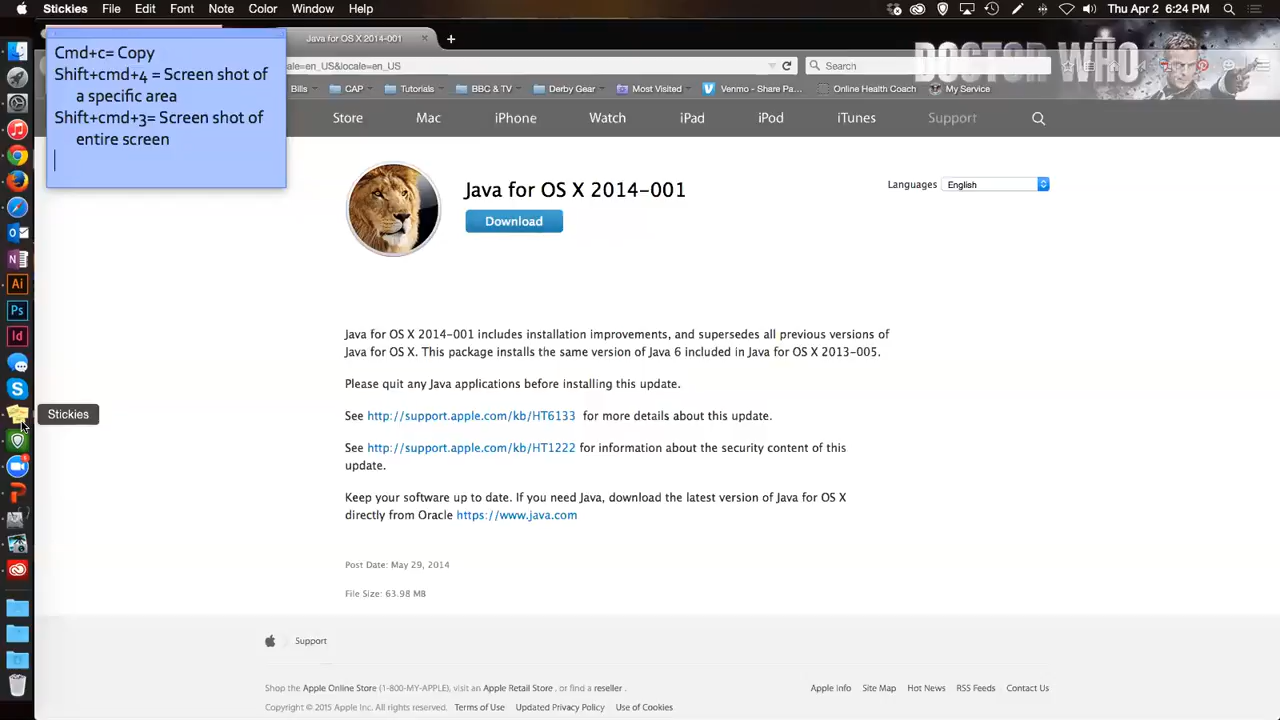 Stickies File Edit Font Note Color Window Help Thu Apr 2 6:24 PM
Cmd+c= Copy
Shift+cmd+4 = Screen shot of
a specific area
Shift+cmd+3= Screen shot of
entire screen
Java for OS X 2014-001
ale=en_US&locale=en_US
Search
DOCTOR WHO
Bills CAP Tutorials BBC & TV Derby Gear Most Visited Venmo - Share Pa... Online Health Coach My Service
Store Mac iPhone Watch iPad iPod iTunes Support
Java for OS X 2014-001
Languages English
Download
Java for OS X 2014-001 includes installation improvements, and supersedes all previous versions of
Java for OS X. This package installs the same version of Java 6 included in Java for OS X 2013-005.
Please quit any Java applications before installing this update.
See http://support.apple.com/kb/HT6133 for more details about this update.
Stickies
See http://support.apple.com/kb/HT1222 for information about the security content of this
update.
Keep your software up to date. If you need Java, download the latest version of Java for OS X
directly from Oracle https://www.java.com
Post Date: May 29, 2014
File Size: 63.98 MB
Ai
Ps
Id
Support
Shop the Apple Online Store (1-800-MY-APPLE), visit an Apple Retail Store , or find a reseller .
Apple Info Site Map Hot News RSS Feeds Contact Us
Copyright © 2015 Apple Inc. All rights reserved. Terms of Use Updated Privacy Policy Use of Cookies